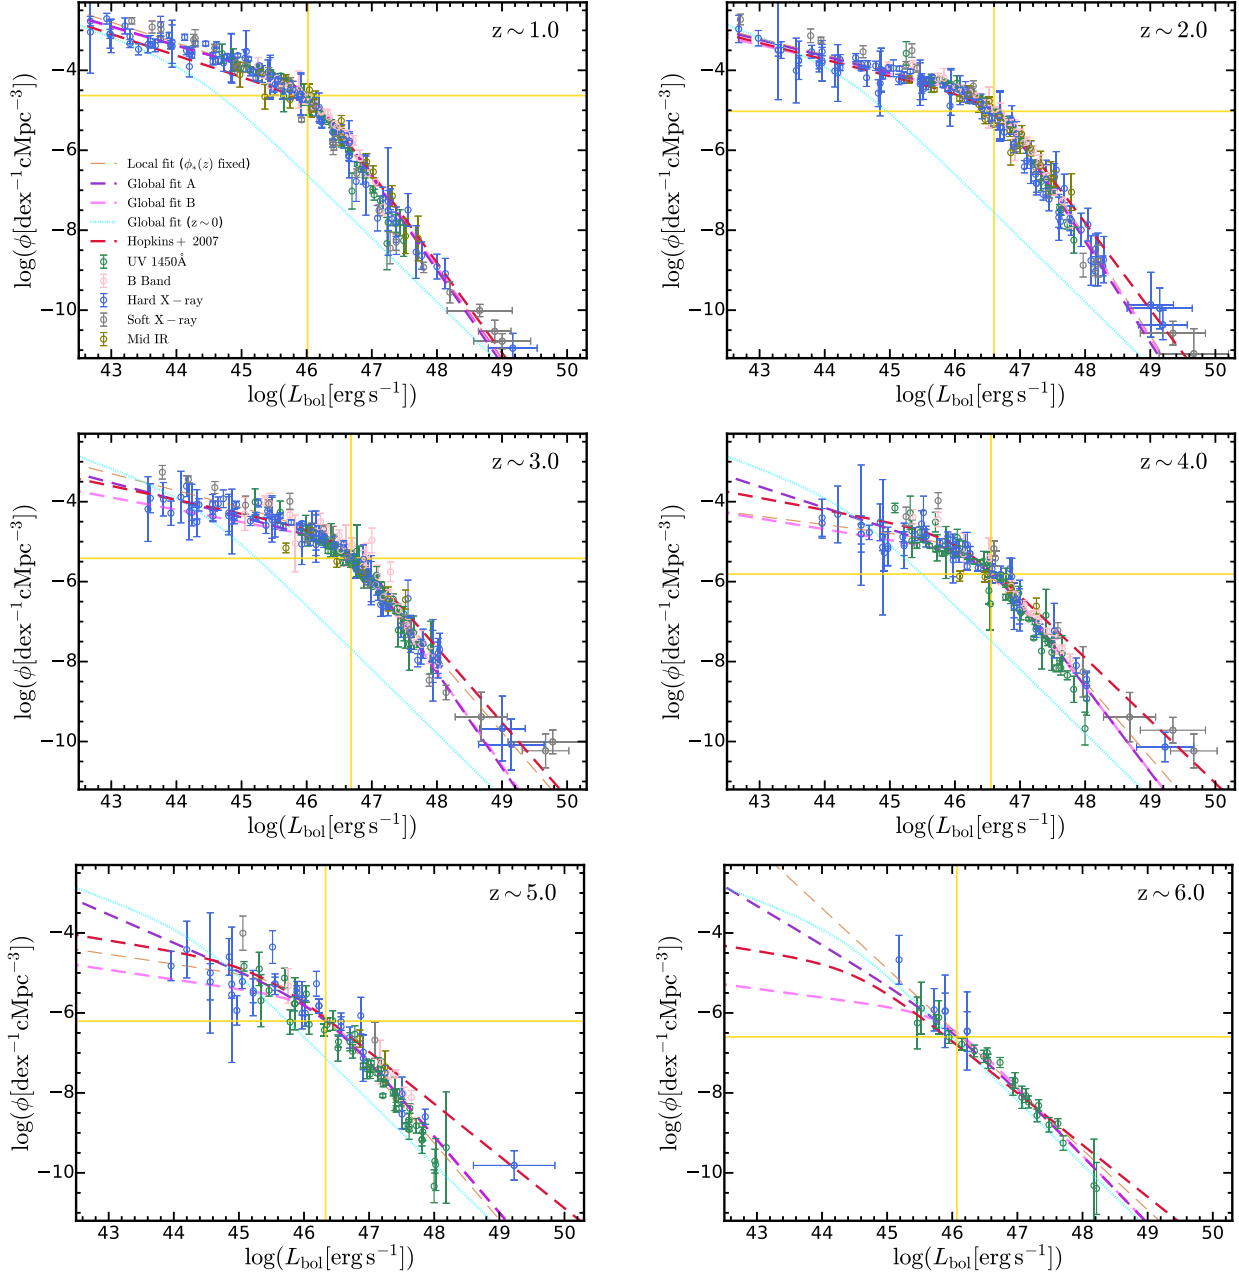 z ∼ 1.0
log(ϕ[dex⁻¹cMpc⁻³])
−4
−6
−8
−10
Local fit (ϕ∗(z) fixed)
Global fit A
Global fit B
Global fit (z∼0)
Hopkins+ 2007
UV 1450Å
B Band
Hard X−ray
Soft X−ray
Mid IR
43 44 45 46 47 48 49 50
log(L_bol[erg s⁻¹])
z ∼ 2.0
log(ϕ[dex⁻¹cMpc⁻³])
−4
−6
−8
−10
43 44 45 46 47 48 49 50
log(L_bol[erg s⁻¹])
z ∼ 3.0
log(ϕ[dex⁻¹cMpc⁻³])
−4
−6
−8
−10
43 44 45 46 47 48 49 50
log(L_bol[erg s⁻¹])
z ∼ 4.0
log(ϕ[dex⁻¹cMpc⁻³])
−4
−6
−8
−10
43 44 45 46 47 48 49 50
log(L_bol[erg s⁻¹])
z ∼ 5.0
log(ϕ[dex⁻¹cMpc⁻³])
−4
−6
−8
−10
43 44 45 46 47 48 49 50
log(L_bol[erg s⁻¹])
z ∼ 6.0
log(ϕ[dex⁻¹cMpc⁻³])
−4
−6
−8
−10
43 44 45 46 47 48 49 50
log(L_bol[erg s⁻¹])